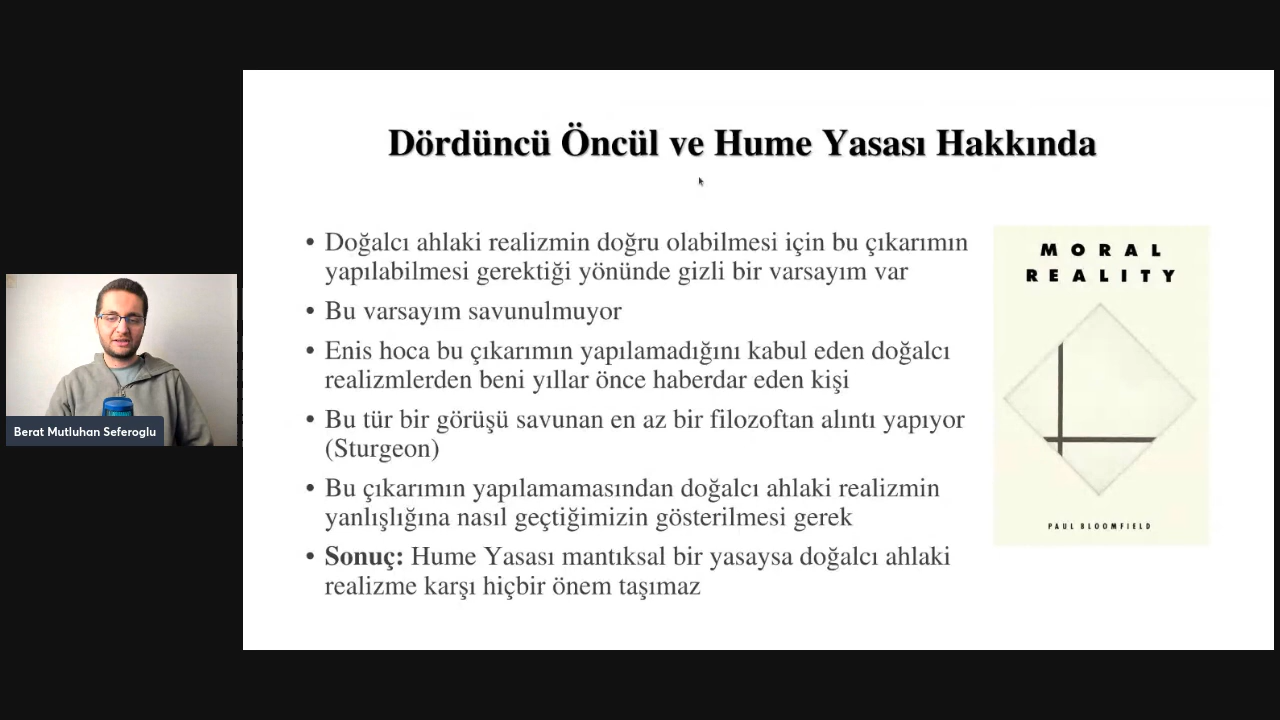 Dördüncü Öncül ve Hume Yasası Hakkında
• Doğalcı ahlaki realizmin doğru olabilmesi için bu çıkarımın
yapılabilmesi gerektiği yönünde gizli bir varsayım var
• Bu varsayım savunulmuyor
• Enis hoca bu çıkarımın yapılamadığını kabul eden doğalcı
realizmlerden beni yıllar önce haberdar eden kişi
• Bu tür bir görüşü savunan en az bir filozoftan alıntı yapıyor
(Sturgeon)
• Bu çıkarımın yapılamamasından doğalcı ahlaki realizmin
yanlışlığına nasıl geçtiğimizin gösterilmesi gerek
• Sonuç: Hume Yasası mantıksal bir yasaysa doğalcı ahlaki
realizme karşı hiçbir önem taşımaz
MORAL
REALITY
PAUL BLOOMFIELD
Berat Mutluhan Seferoglu